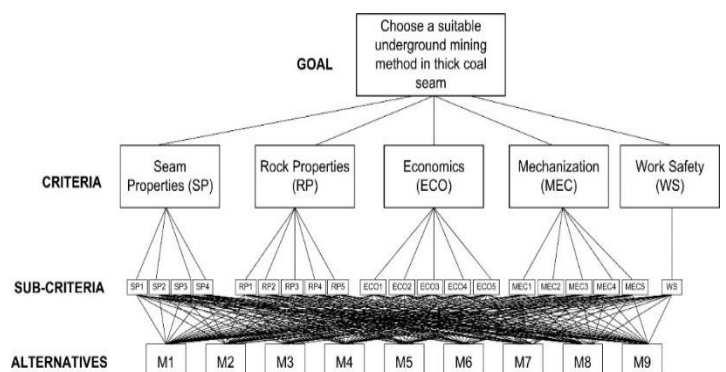 GOAL
Choose a suitable
underground mining
method in thick coal
seam
CRITERIA
Seam
Properties (SP)
Rock Properties
(RP)
Economics
(ECO)
Mechanization
(MEC)
Work Safety
(WS)
SUB-CRITERIA
SP1 SP2 SP3 SP4 RP1 RP2 RP3 RP4 RP5 ECO1 ECO2 ECO3 ECO4 ECO5 MEC1 MEC2 MEC3 MEC4 MEC5 WS
ALTERNATIVES
M1 M2 M3 M4 M5 M6 M7 M8 M9